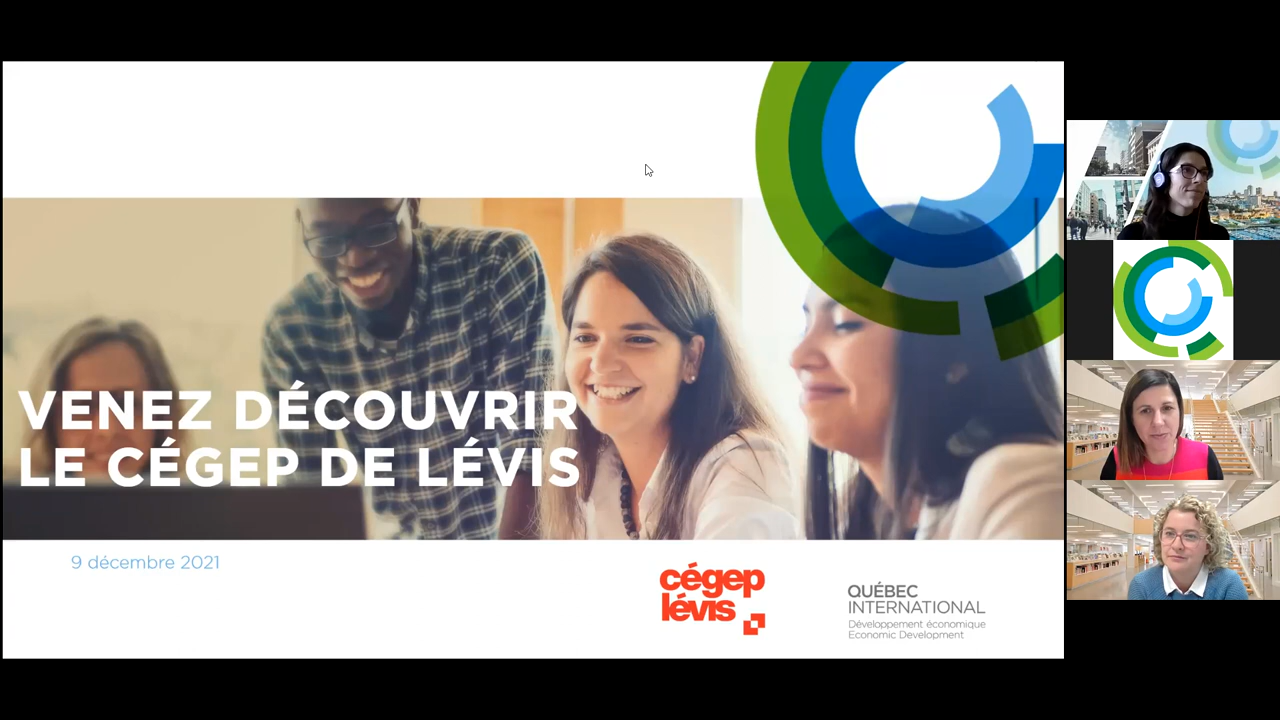 VENEZ DÉCOUVRIR
LE CÉGEP DE LÉVIS
9 décembre 2021
cégep
lévis
QUÉBEC
INTERNATIONAL
Développement économique
Economic Development